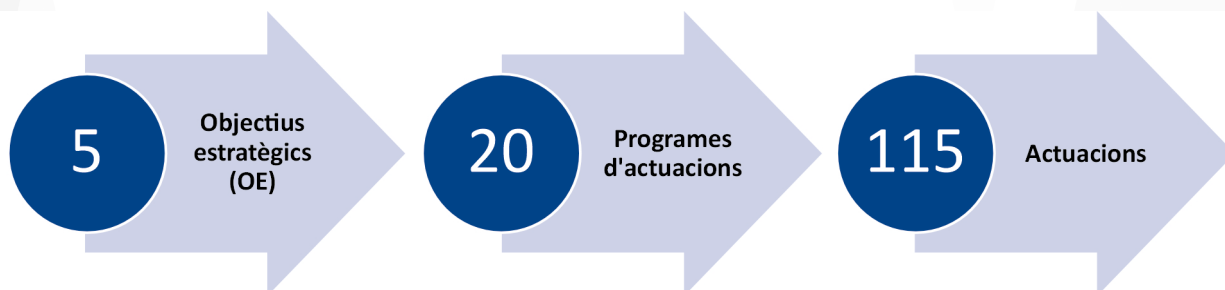 5
Objectius
estratègics
(OE)
20
Programes
d'actuacions
115
Actuacions